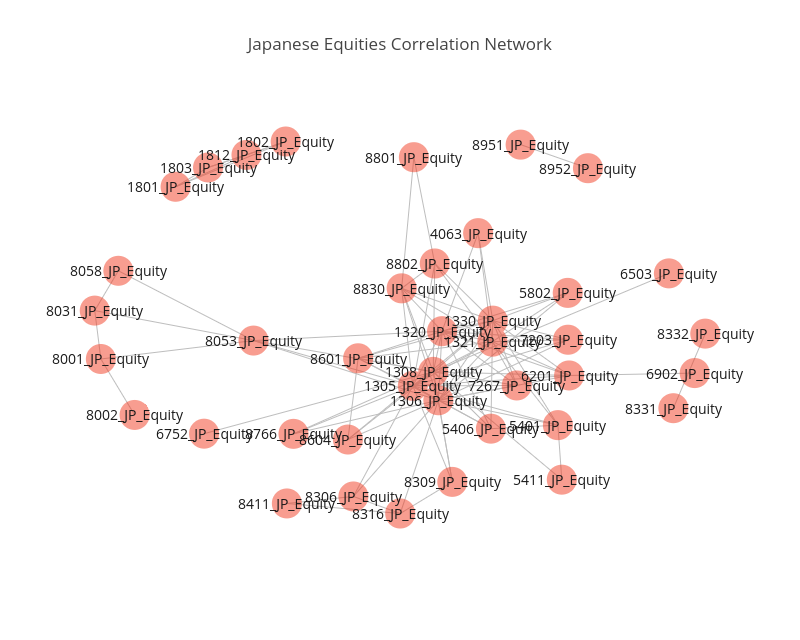 Japanese Equities Correlation Network
1802_JP_Equity
1812_JP_Equity
1803_JP_Equity
1801_JP_Equity
8801_JP_Equity
8951_JP_Equity
8952_JP_Equity
4063_JP_Equity
8802_JP_Equity
8830_JP_Equity
8058_JP_Equity
6503_JP_Equity
5802_JP_Equity
8031_JP_Equity
1330_JP_Equity
1320_JP_Equity
8053_JP_Equity
1321_JP_Equity
7203_JP_Equity
8332_JP_Equity
8001_JP_Equity
8601_JP_Equity
1308_JP_Equity
6201_JP_Equity
6902_JP_Equity
1305_JP_Equity
7267_JP_Equity
1306_JP_Equity
8331_JP_Equity
8002_JP_Equity
6752_JP_Equity
8766_JP_Equity
8604_JP_Equity
5406_JP_Equity
5401_JP_Equity
5411_JP_Equity
8309_JP_Equity
8306_JP_Equity
8411_JP_Equity
8316_JP_Equity